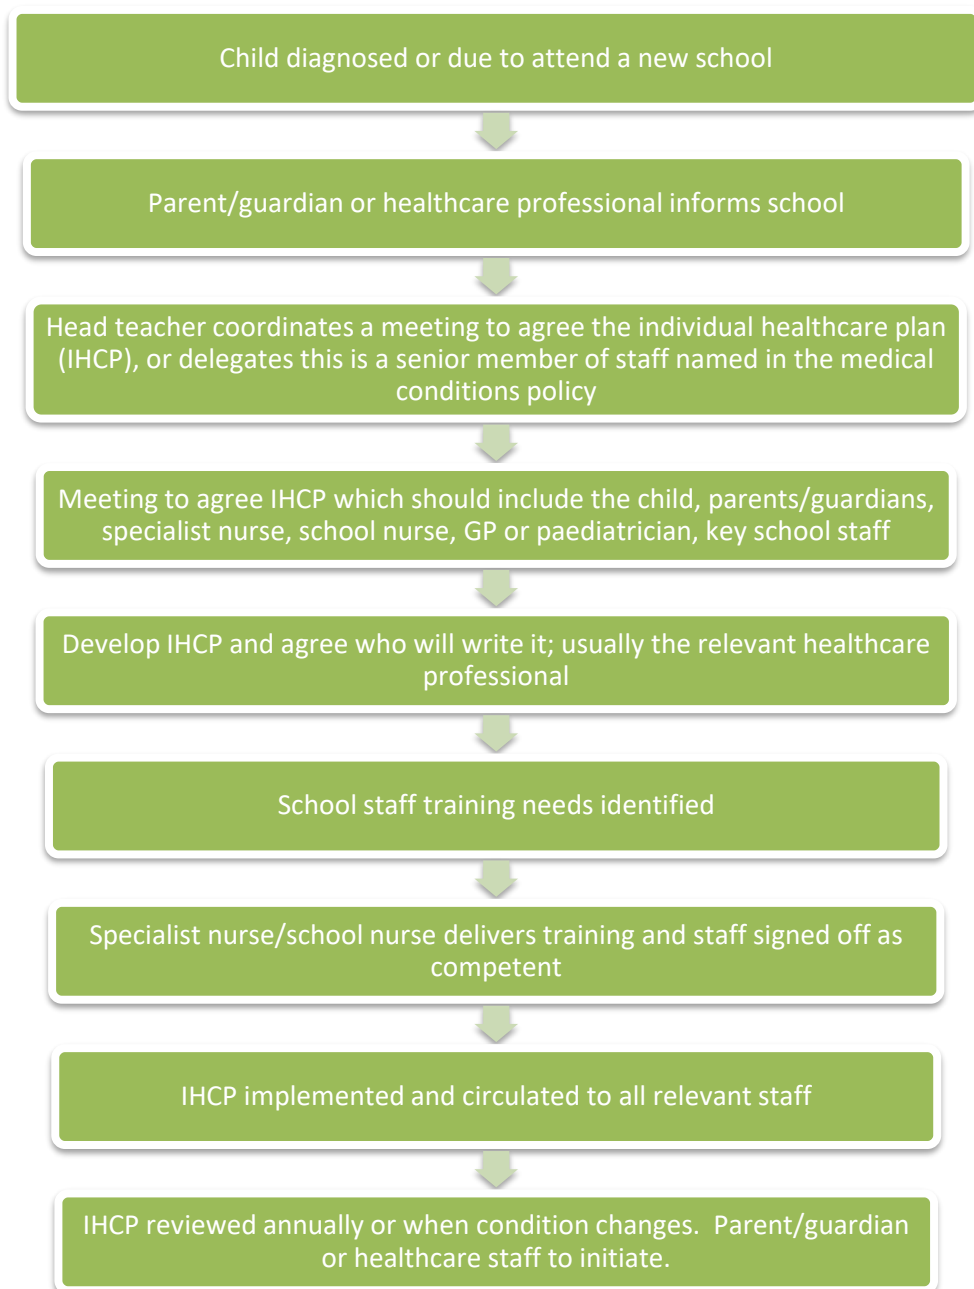 Child diagnosed or due to attend a new school
Parent/guardian or healthcare professional informs school
Head teacher coordinates a meeting to agree the individual healthcare plan
(IHCP), or delegates this is a senior member of staff named in the medical
conditions policy
Meeting to agree IHCP which should include the child, parents/guardians,
specialist nurse, school nurse, GP or paediatrician, key school staff
Develop IHCP and agree who will write it; usually the relevant healthcare
professional
School staff training needs identified
Specialist nurse/school nurse delivers training and staff signed off as
competent
IHCP implemented and circulated to all relevant staff
IHCP reviewed annually or when condition changes.  Parent/guardian
or healthcare staff to initiate.